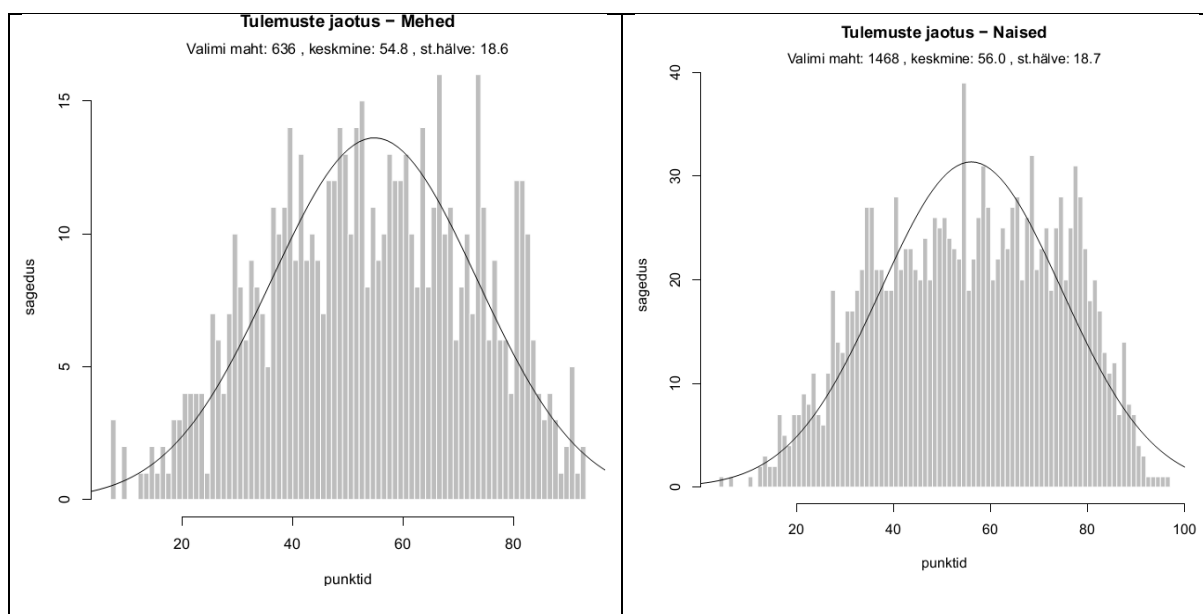 Tulemuste jaotus – Mehed
Valimi maht: 636 , keskmine: 54.8 , st.hälve: 18.6
15
10
5
0
sagedus
20 40 60 80
punktid
Tulemuste jaotus – Naised
Valimi maht: 1468 , keskmine: 56.0 , st.hälve: 18.7
40
30
20
10
0
sagedus
20 40 60 80 100
punktid